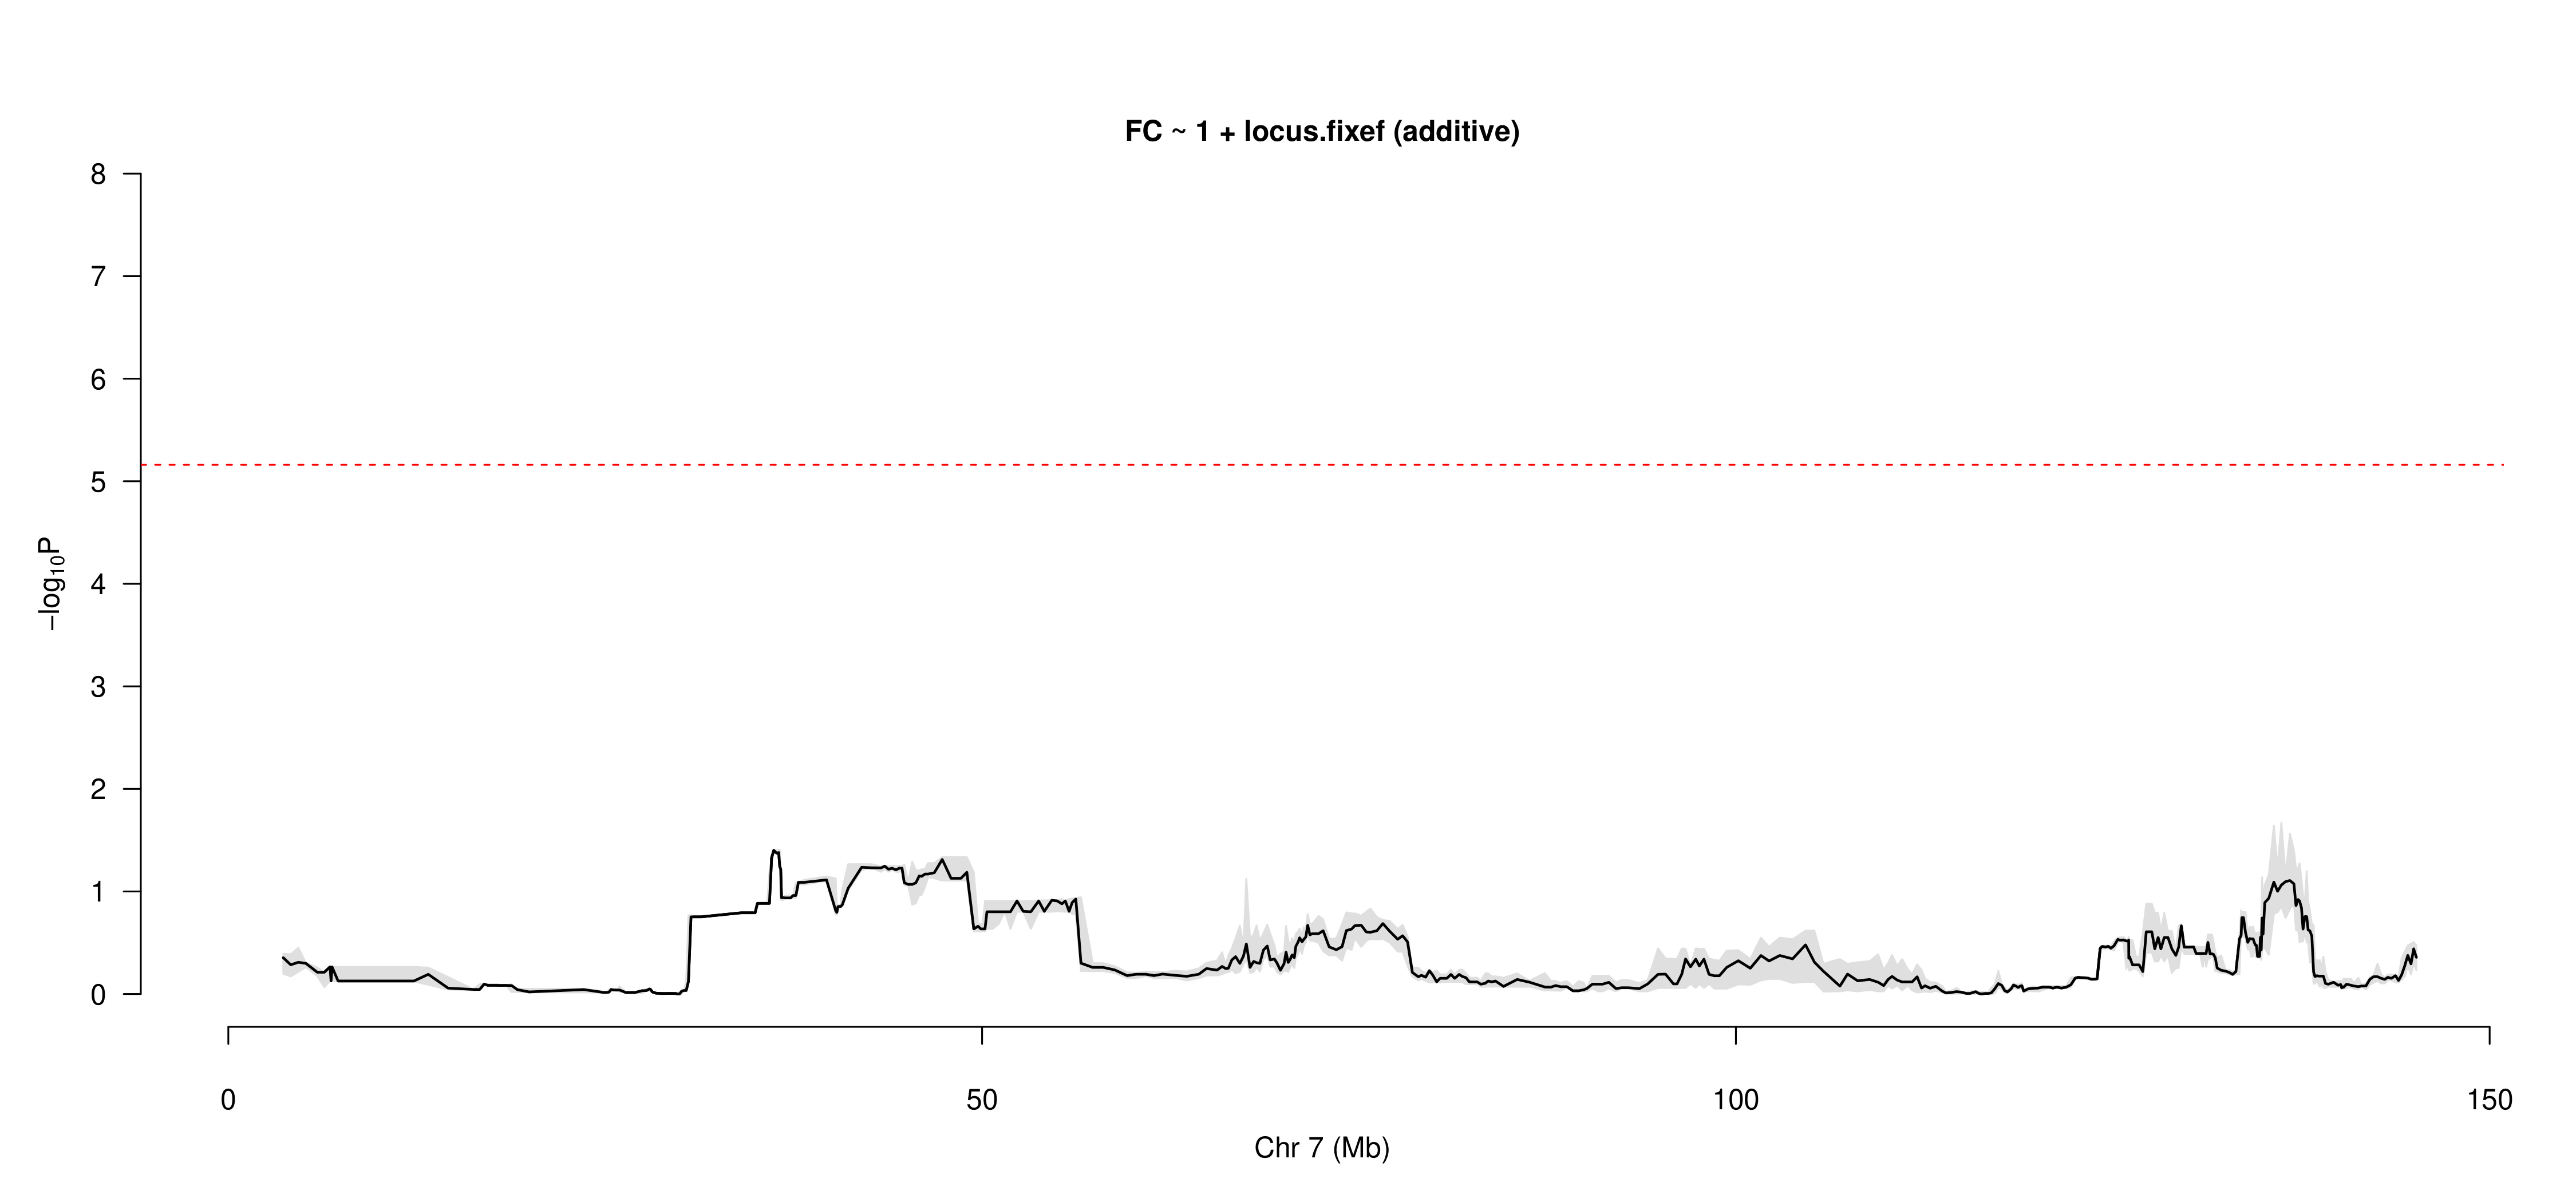 FC ~ 1 + locus.fixef (additive)
8
7
6
5
4
3
2
1
0
−log₁₀P
0 50 100 150
Chr 7 (Mb)